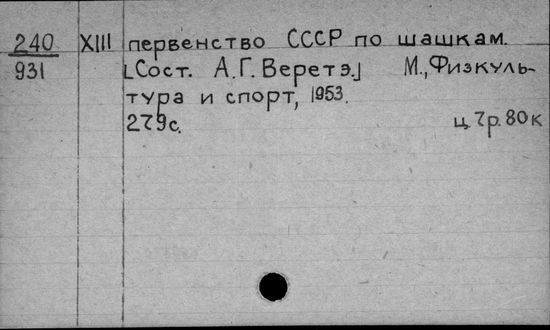 240 XIII первенство СССР по шашкам.
931 [Сост. А.Г. Веретэ.] М., Физкуль-
тура и спорт, 1953.
279с. ц. 7р. 80к